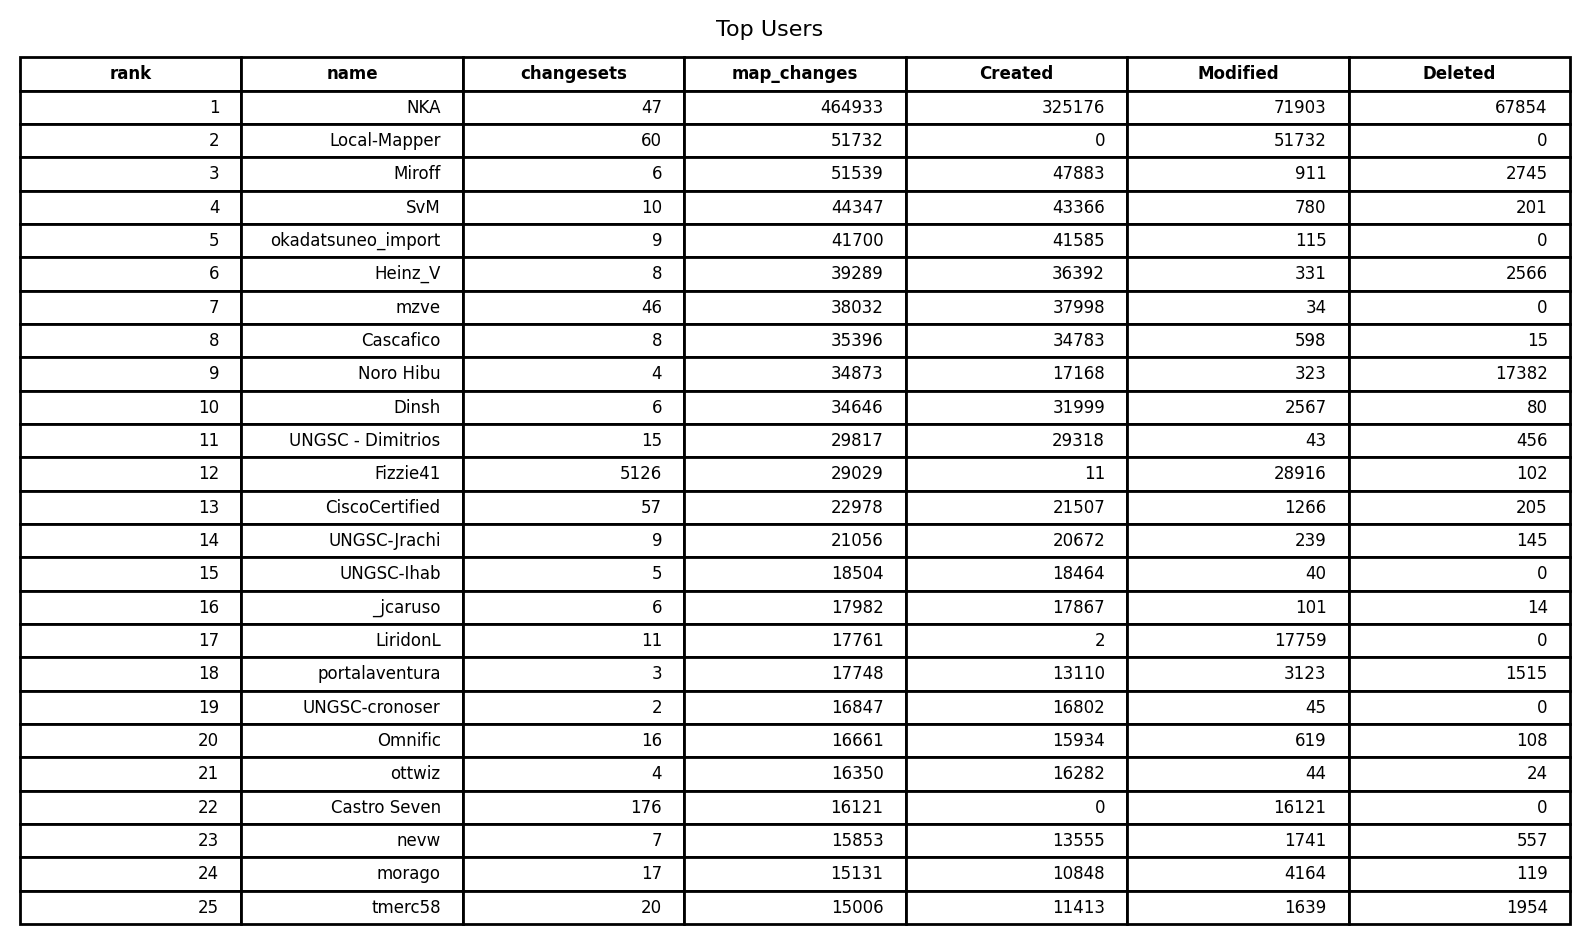 Top Users
rank name changesets map_changes Created Modified Deleted
1 NKA 47 464933 325176 71903 67854
2 Local-Mapper 60 51732 0 51732 0
3 Miroff 6 51539 47883 911 2745
4 SvM 10 44347 43366 780 201
5 okadatsuneo_import 9 41700 41585 115 0
6 Heinz_V 8 39289 36392 331 2566
7 mzve 46 38032 37998 34 0
8 Cascafico 8 35396 34783 598 15
9 Noro Hibu 4 34873 17168 323 17382
10 Dinsh 6 34646 31999 2567 80
11 UNGSC - Dimitrios 15 29817 29318 43 456
12 Fizzie41 5126 29029 11 28916 102
13 CiscoCertified 57 22978 21507 1266 205
14 UNGSC-Jrachi 9 21056 20672 239 145
15 UNGSC-Ihab 5 18504 18464 40 0
16 _jcaruso 6 17982 17867 101 14
17 LiridonL 11 17761 2 17759 0
18 portalaventura 3 17748 13110 3123 1515
19 UNGSC-cronoser 2 16847 16802 45 0
20 Omnific 16 16661 15934 619 108
21 ottwiz 4 16350 16282 44 24
22 Castro Seven 176 16121 0 16121 0
23 nevw 7 15853 13555 1741 557
24 morago 17 15131 10848 4164 119
25 tmerc58 20 15006 11413 1639 1954